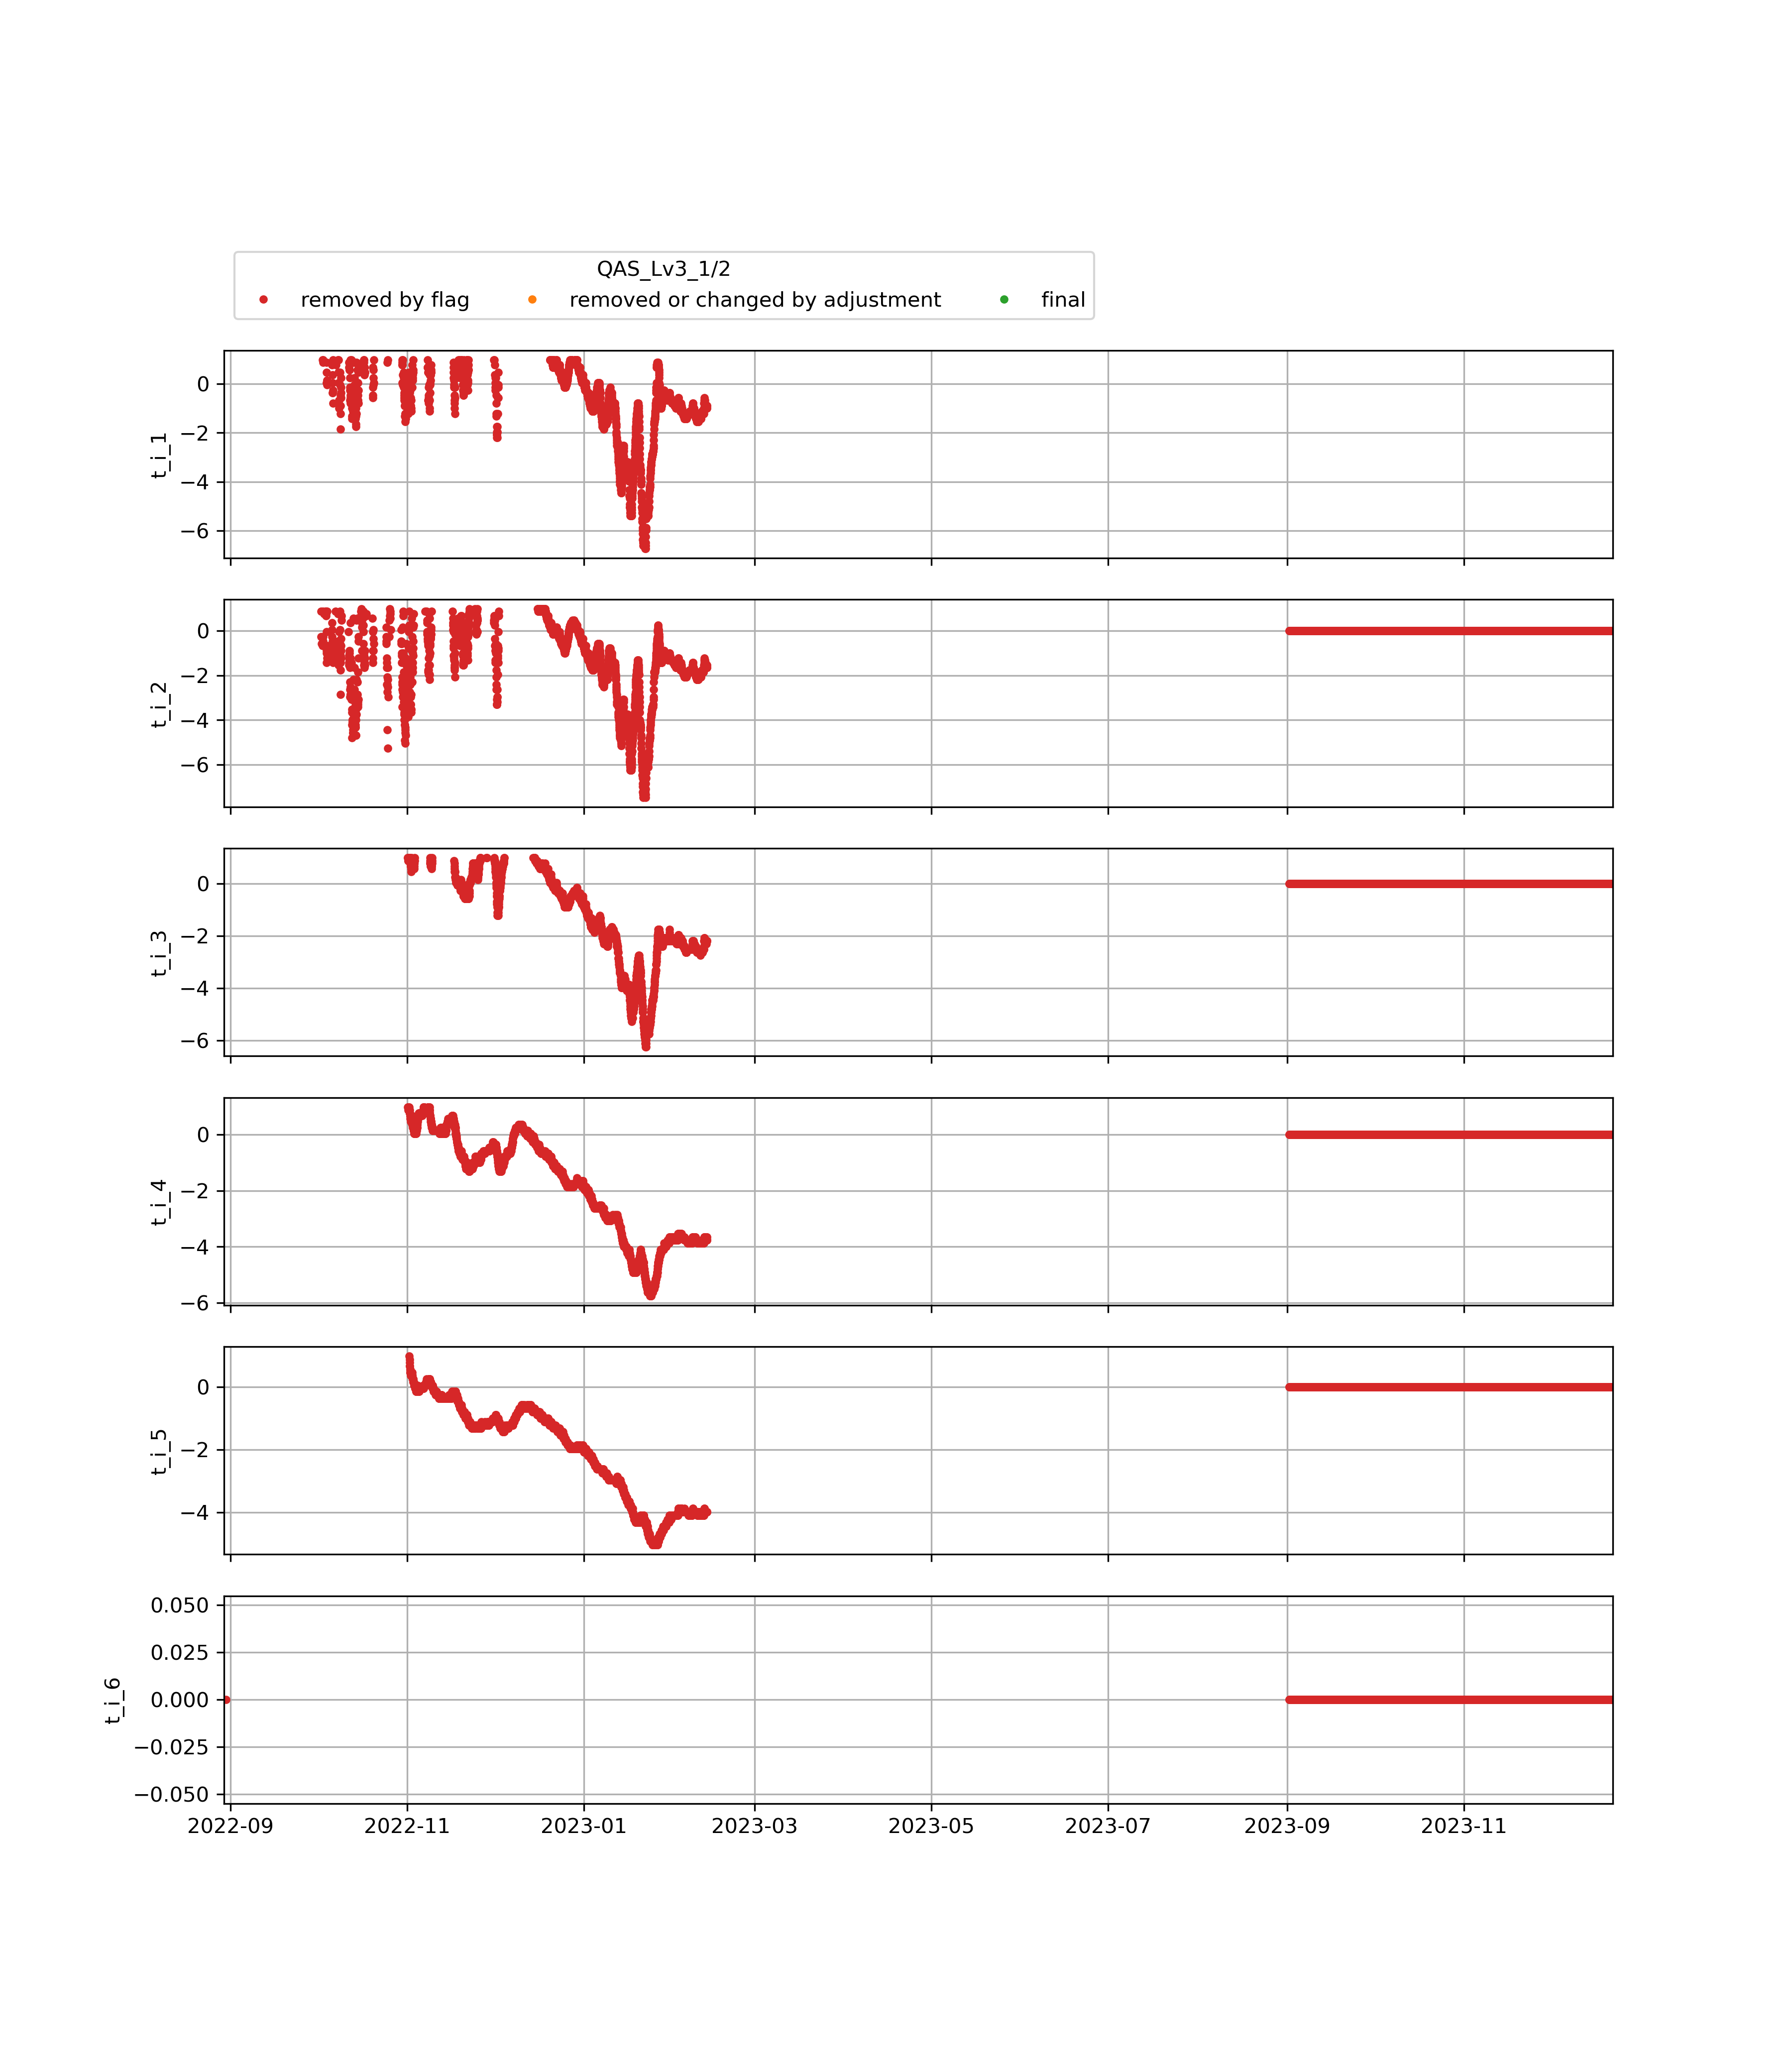 QAS_Lv3_1/2
removed by flag removed or changed by adjustment final
0
−2
−4
−6
t_i_1
0
−2
−4
−6
t_i_2
0
−2
−4
−6
t_i_3
0
−2
−4
−6
t_i_4
0
−2
−4
t_i_5
0.050
0.025
0.000
−0.025
−0.050
t_i_6
2022-09 2022-11 2023-01 2023-03 2023-05 2023-07 2023-09 2023-11